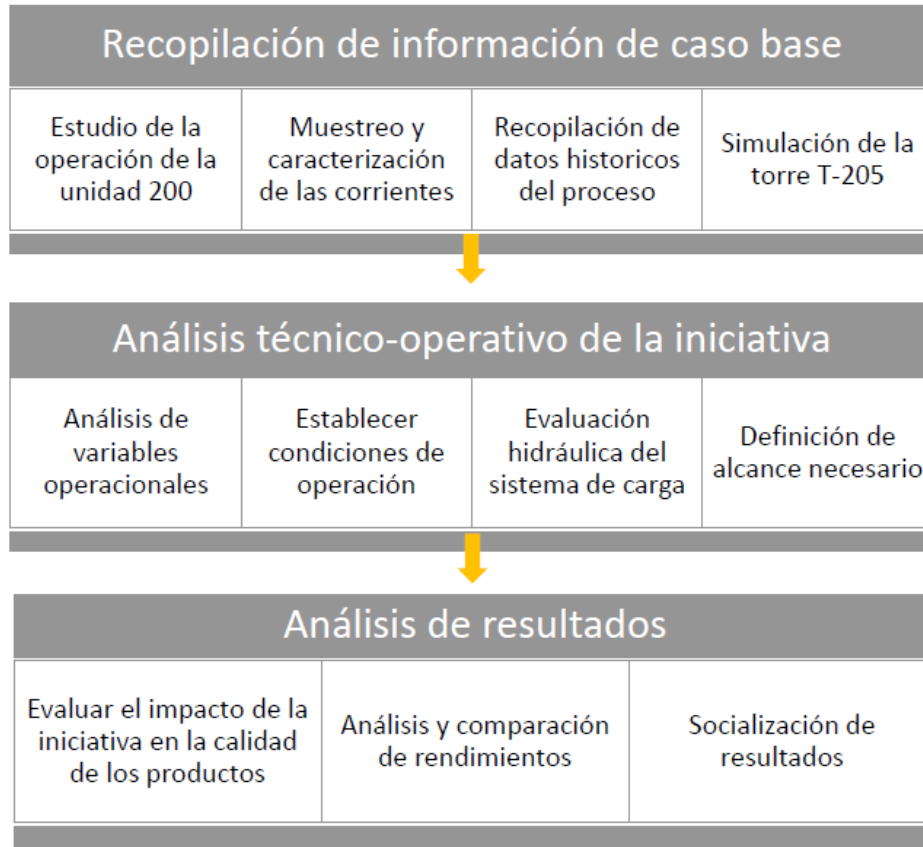 Recopilación de información de caso base
Estudio de la
operación de la
unidad 200
Muestreo y
caracterización
de las corrientes
Recopilación de
datos historicos
del proceso
Simulación de la
torre T-205
Análisis técnico-operativo de la iniciativa
Análisis de
variables
operacionales
Establecer
condiciones de
operación
Evaluación
hidráulica del
sistema de carga
Definición de
alcance necesario
Análisis de resultados
Evaluar el impacto de la
iniciativa en la calidad
de los productos
Análisis y comparación
de rendimientos
Socialización de
resultados